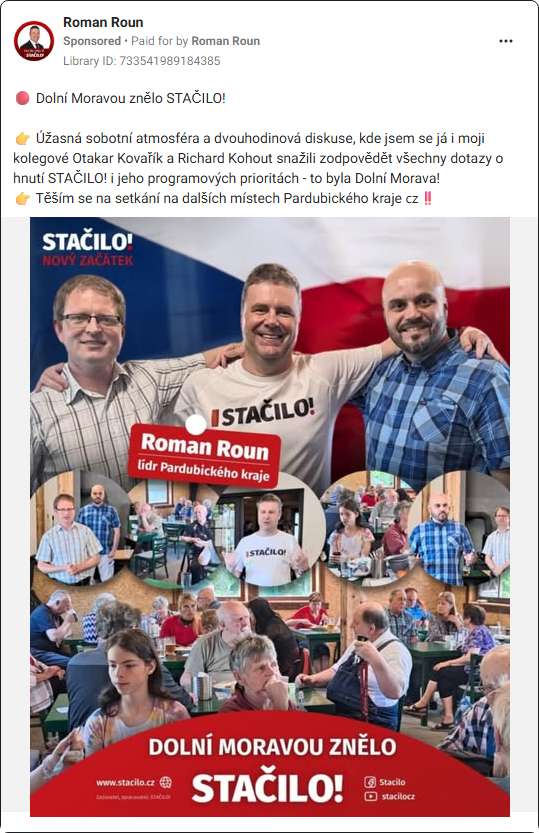 Roman Roun
Sponsored • Paid for by Roman Roun
Library ID: 733541989184385
Dolní Moravou znělo STAČILO!
Úžasná sobotní atmosféra a dvouhodinová diskuse, kde jsem se já i moji
kolegové Otakar Kovařík a Richard Kohout snažili zodpovědět všechny dotazy o
hnutí STAČILO! i jeho programových prioritách - to byla Dolní Morava!
Těším se na setkání na dalších místech Pardubického kraje cz ‼️
STAČILO!
NOVÝ ZAČÁTEK
STAČILO!
Roman Roun
lídr Pardubického kraje
STAČILO!
DOLNÍ MORAVOU ZNĚLO
STAČILO!
www.stacilo.cz
Stacilo
stacilocz